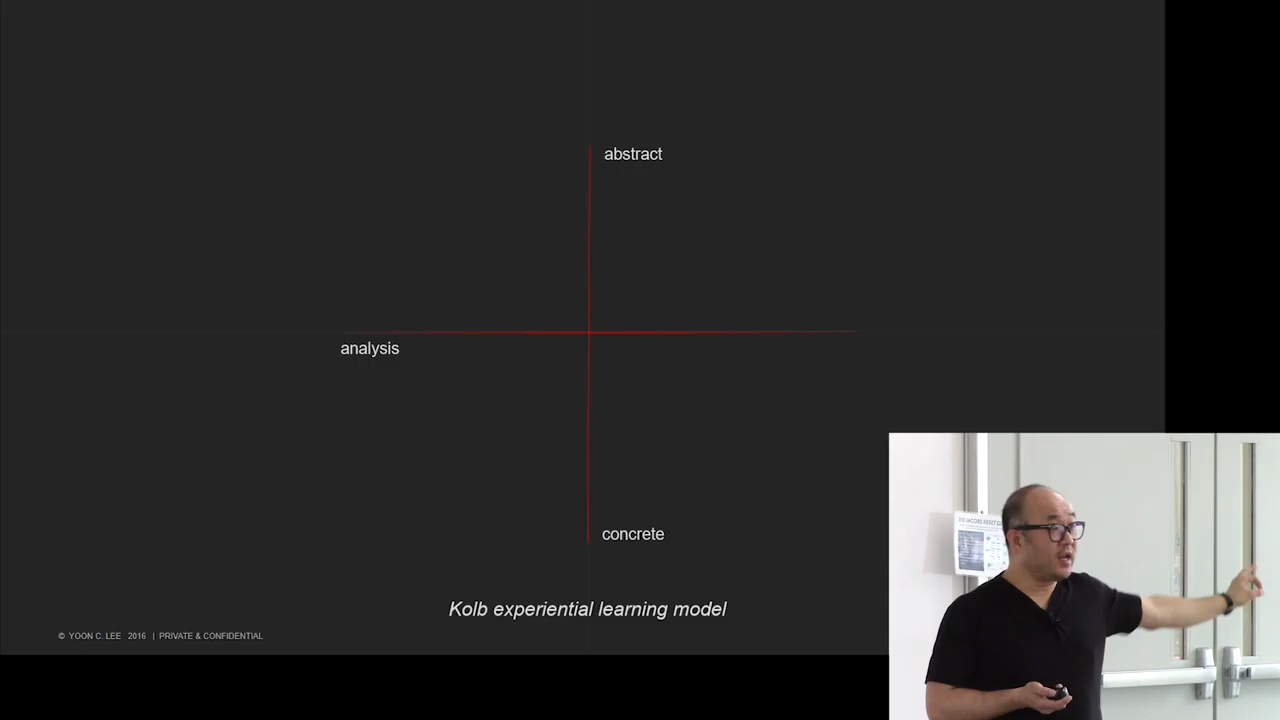 abstract
analysis
concrete
Kolb experiential learning model
© YOON C. LEE 2016 | PRIVATE & CONFIDENTIAL